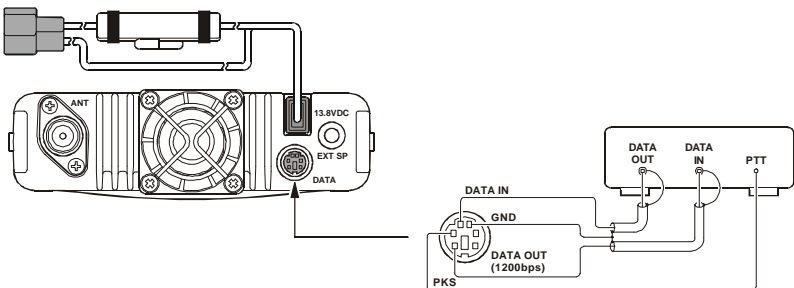 ANT
13.8VDC
EXT SP
DATA
DATA IN
GND
DATA OUT
(1200bps)
PKS
DATA
OUT
DATA
IN
PTT